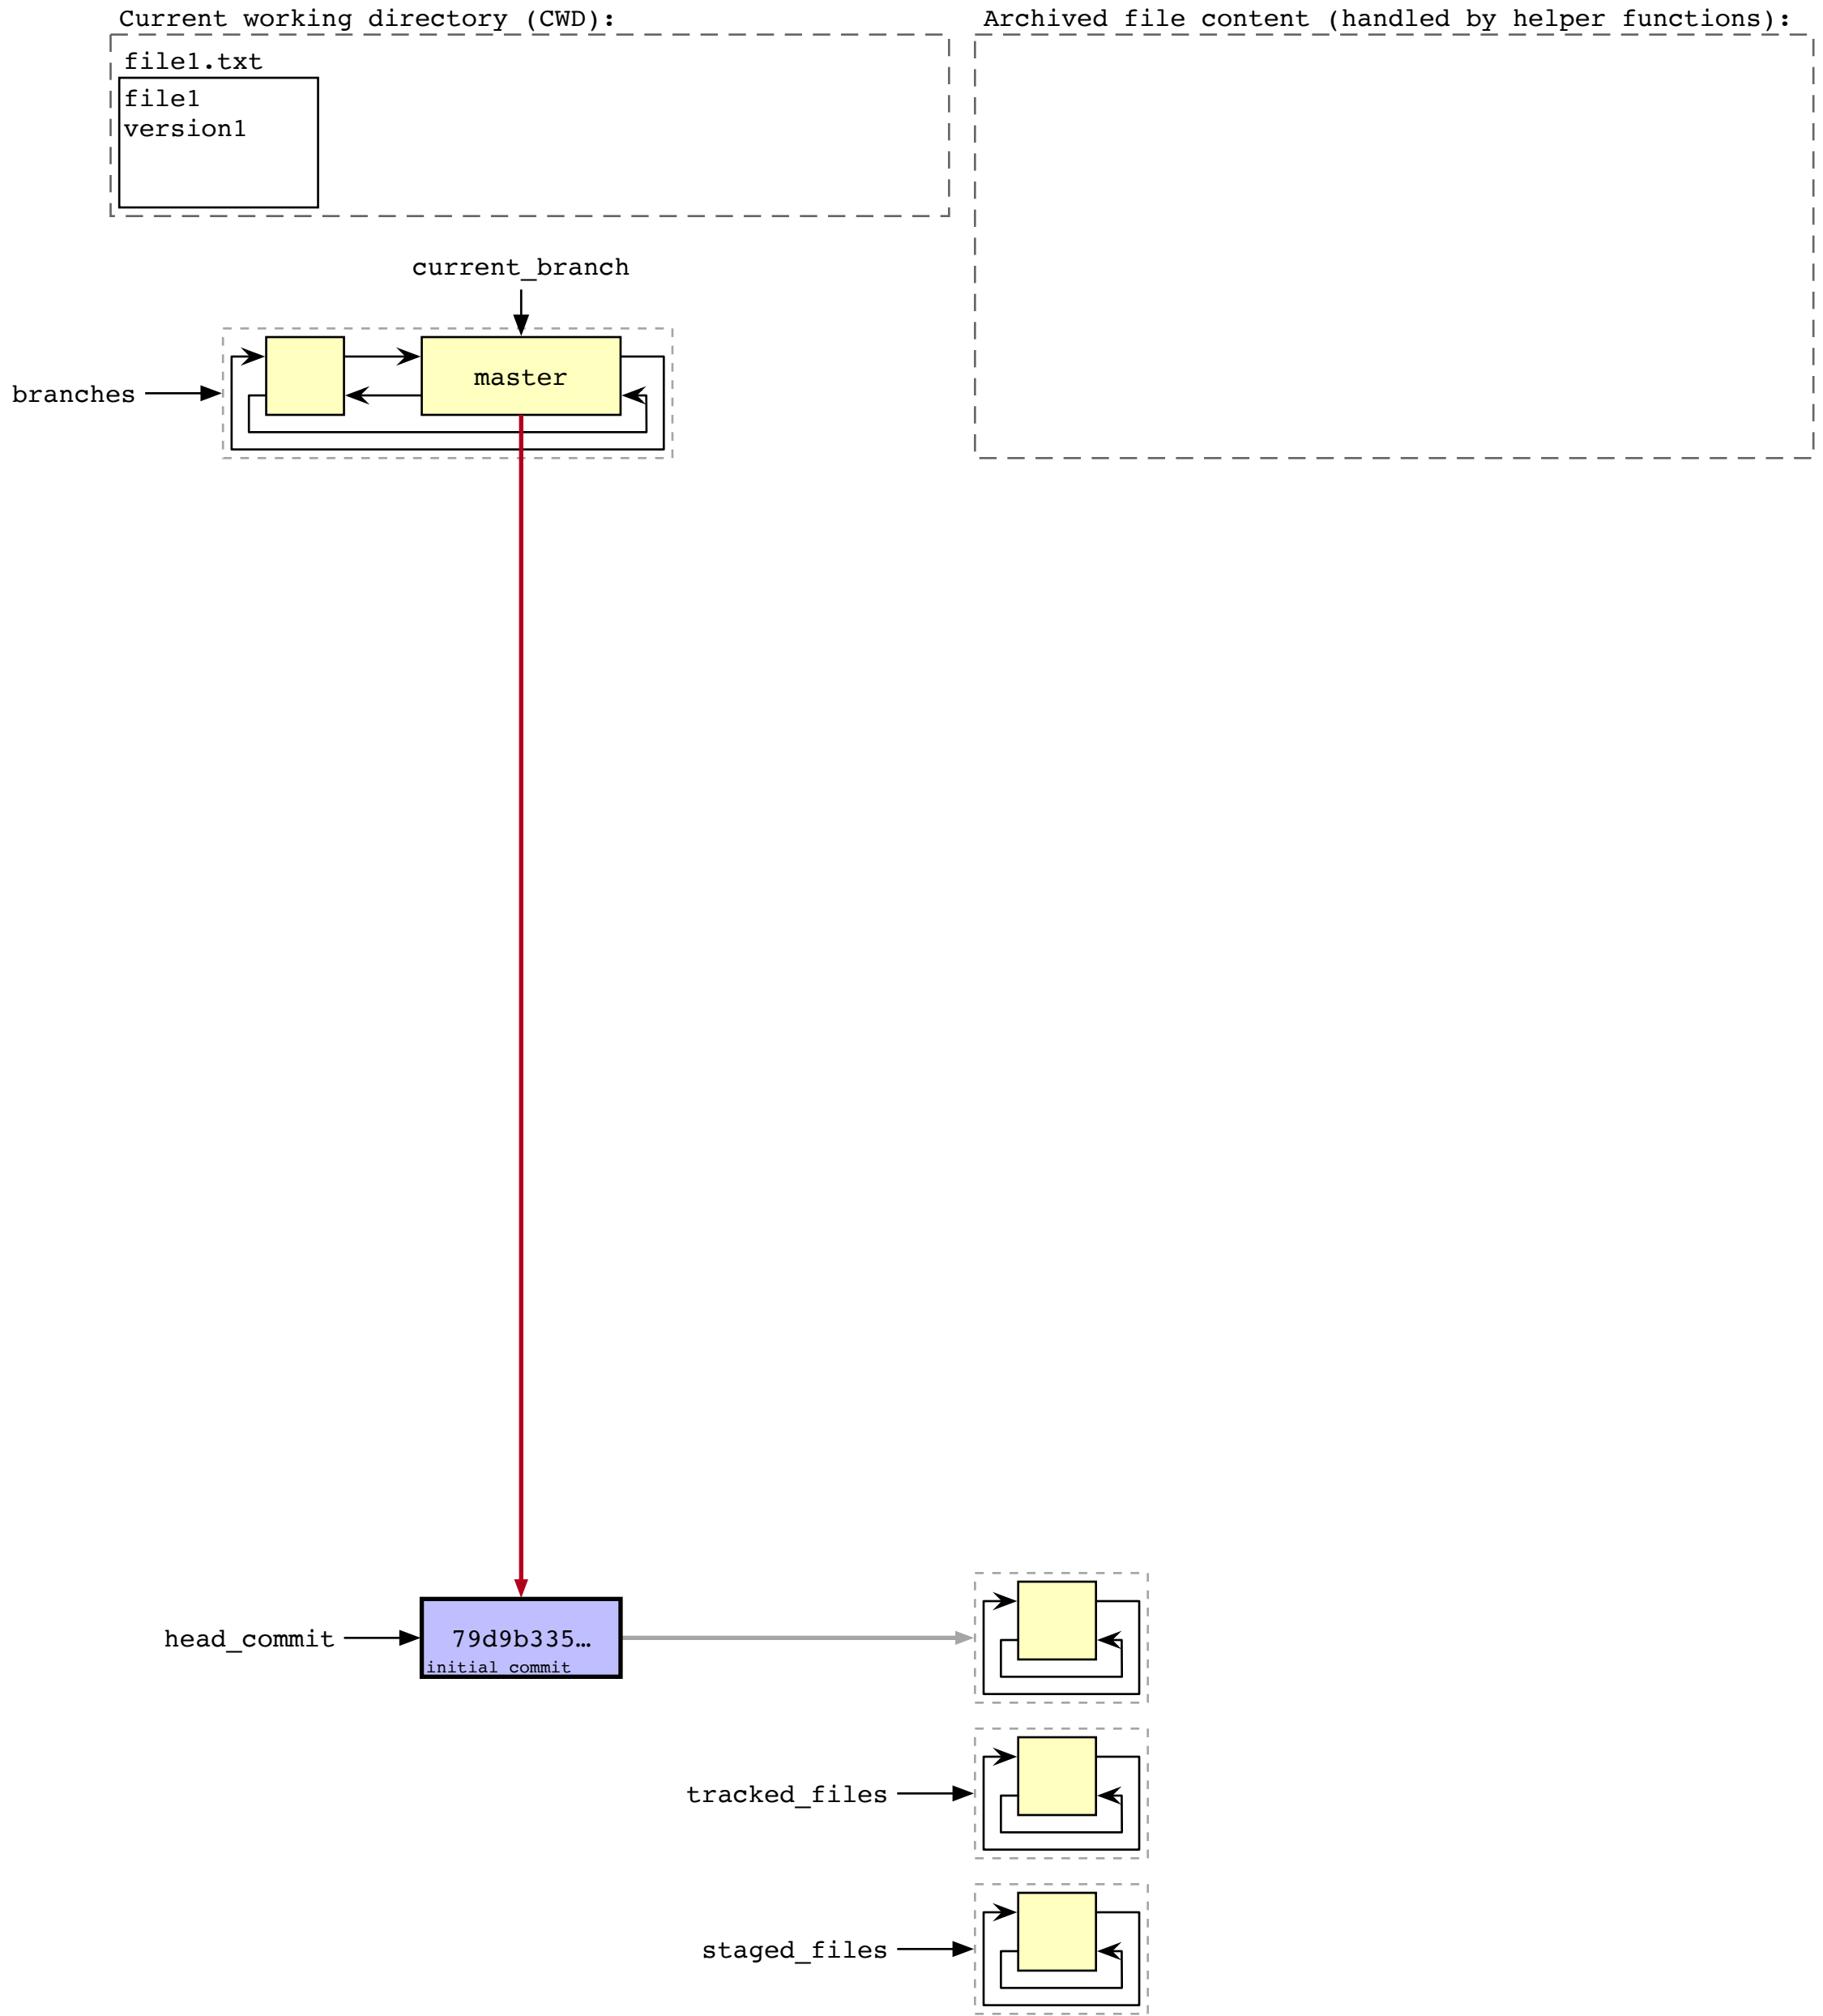 Current working directory (CWD):
Archived file content (handled by helper functions):
file1.txt
file1
version1
current_branch
master
branches
head_commit
79d9b335…
initial commit
tracked_files
staged_files